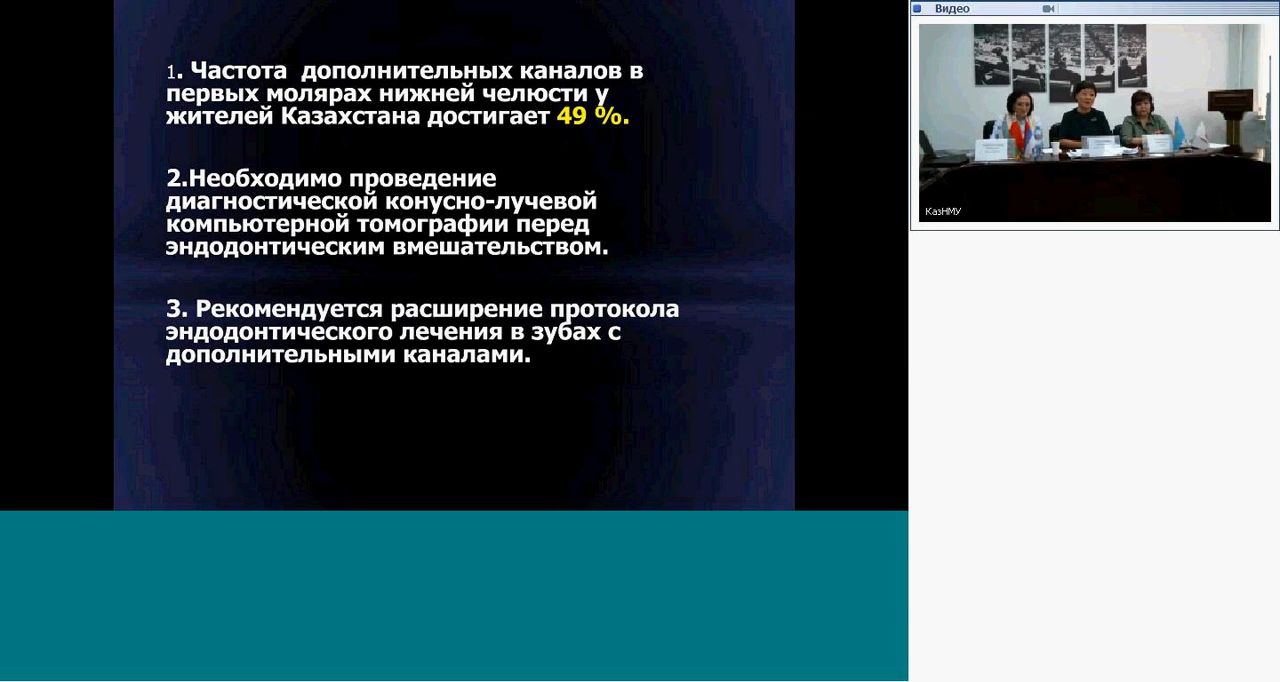 1. Частота  дополнительных каналов в
первых молярах нижней челюсти у
жителей Казахстана достигает 49 %.
2.Необходимо проведение
диагностической конусно-лучевой
компьютерной томографии перед
эндодонтическим вмешательством.
3. Рекомендуется расширение протокола
эндодонтического лечения в зубах с
дополнительными каналами.
Видео
КазНМУ